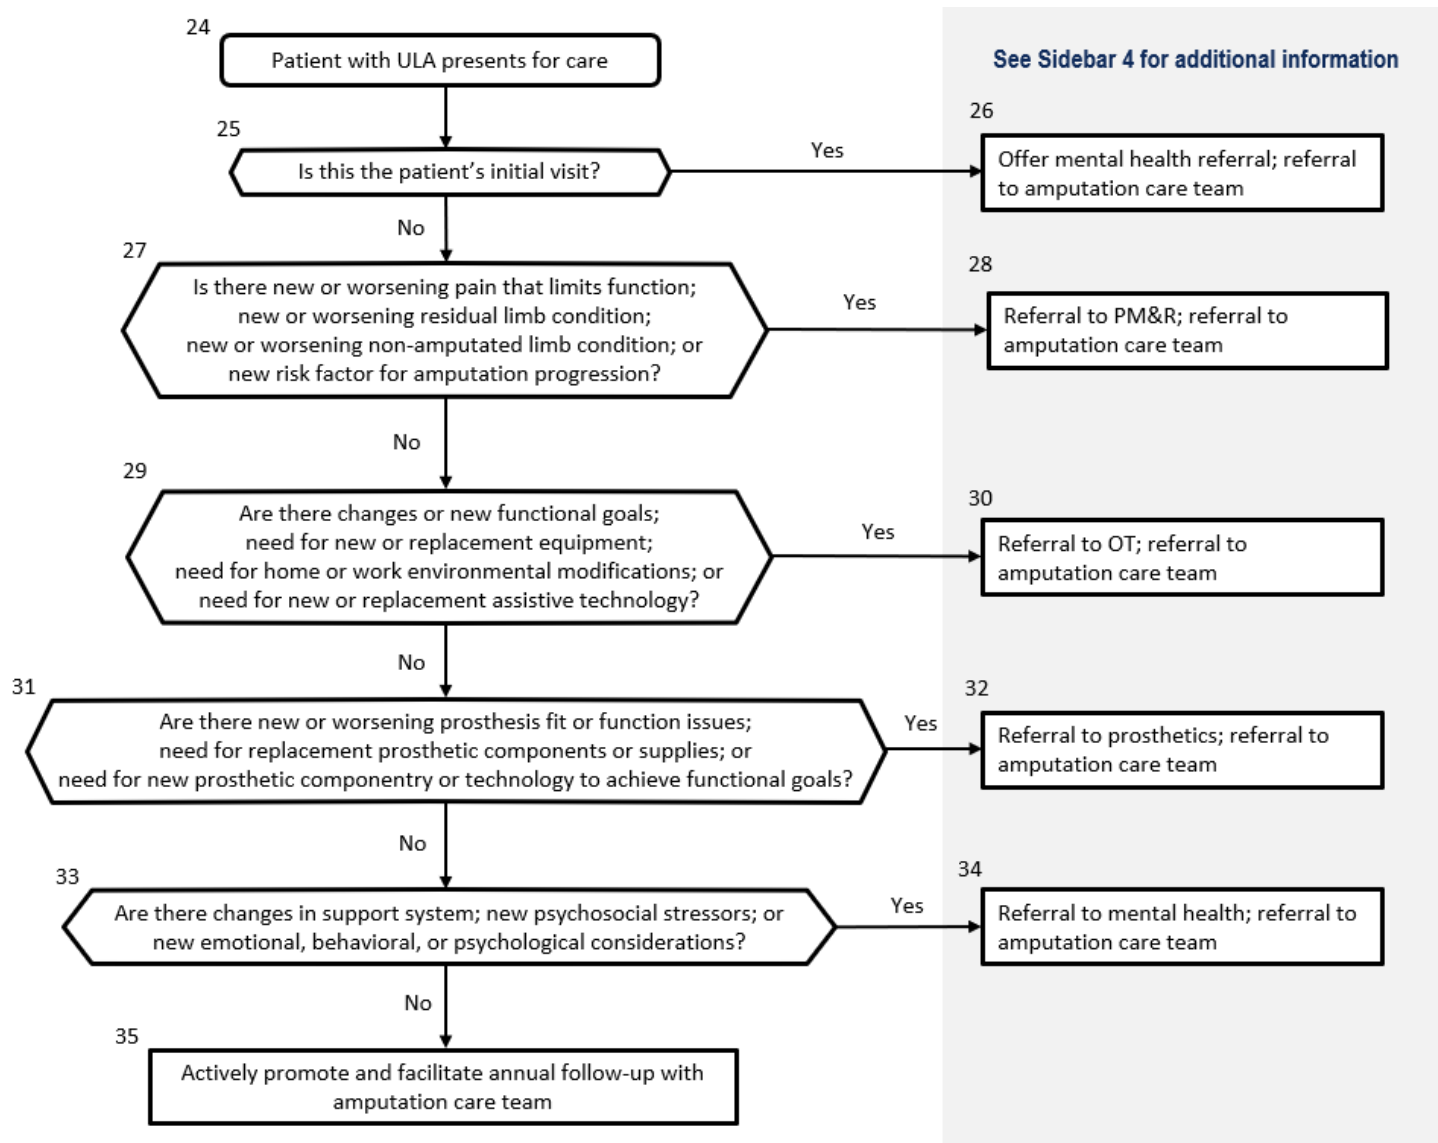 24
Patient with ULA presents for care
See Sidebar 4 for additional information
25
Is this the patient's initial visit?
Yes
26
Offer mental health referral; referral
to amputation care team
No
27
Is there new or worsening pain that limits function;
new or worsening residual limb condition;
new or worsening non-amputated limb condition; or
new risk factor for amputation progression?
Yes
28
Referral to PM&R; referral to
amputation care team
No
29
Are there changes or new functional goals;
need for new or replacement equipment;
need for home or work environmental modifications; or
need for new or replacement assistive technology?
Yes
30
Referral to OT; referral to
amputation care team
No
31
Are there new or worsening prosthesis fit or function issues;
need for replacement prosthetic components or supplies; or
need for new prosthetic componentry or technology to achieve functional goals?
Yes
32
Referral to prosthetics; referral to
amputation care team
No
33
Are there changes in support system; new psychosocial stressors; or
new emotional, behavioral, or psychological considerations?
Yes
34
Referral to mental health; referral to
amputation care team
No
35
Actively promote and facilitate annual follow-up with
amputation care team